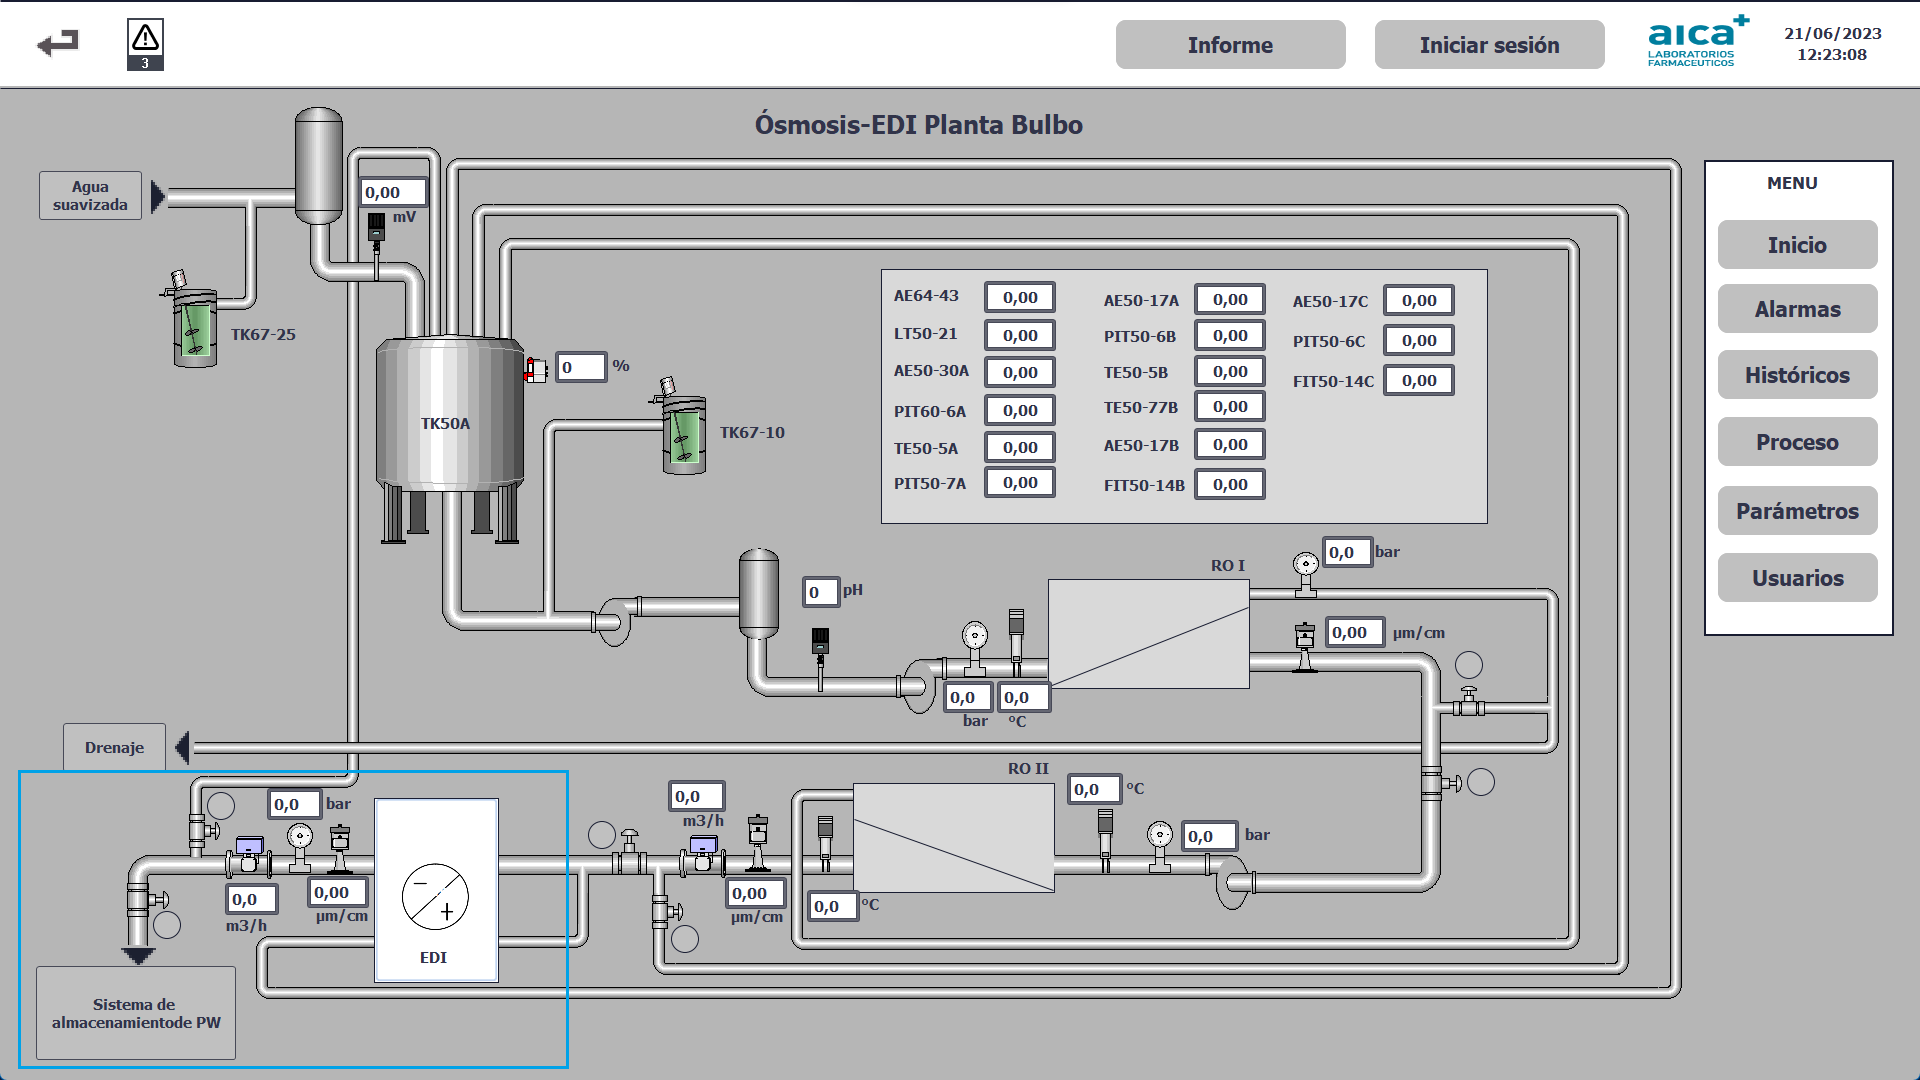 3
Informe
Iniciar sesión
aica+
LABORATORIOS
FARMACEUTICOS
21/06/2023
12:23:08
Ósmosis-EDI Planta Bulbo
Agua
suavizada
0,00
mV
TK67-25
TK50A
0
%
TK67-10
AE64-43 0,00
LT50-21 0,00
AE50-30A 0,00
PIT60-6A 0,00
TE50-5A 0,00
PIT50-7A 0,00
AE50-17A 0,00
PIT50-6B 0,00
TE50-5B 0,00
TE50-77B 0,00
AE50-17B 0,00
FIT50-14B 0,00
AE50-17C 0,00
PIT50-6C 0,00
FIT50-14C 0,00
MENU
Inicio
Alarmas
Históricos
Proceso
Parámetros
Usuarios
0
pH
RO I
0,0 bar
0,00 µm/cm
0,0
bar
0,0
°C
Drenaje
RO II
0,0 bar
0,0
m3/h
0,00
µm/cm
EDI
0,0
m3/h
0,00
µm/cm
0,0 °C
0,0 °C
0,0 bar
Sistema de
almacenamientode PW